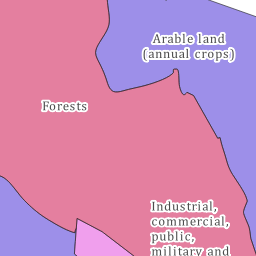 Arable land
(annual crops)
Forests
Industrial,
commercial,
public,
military and